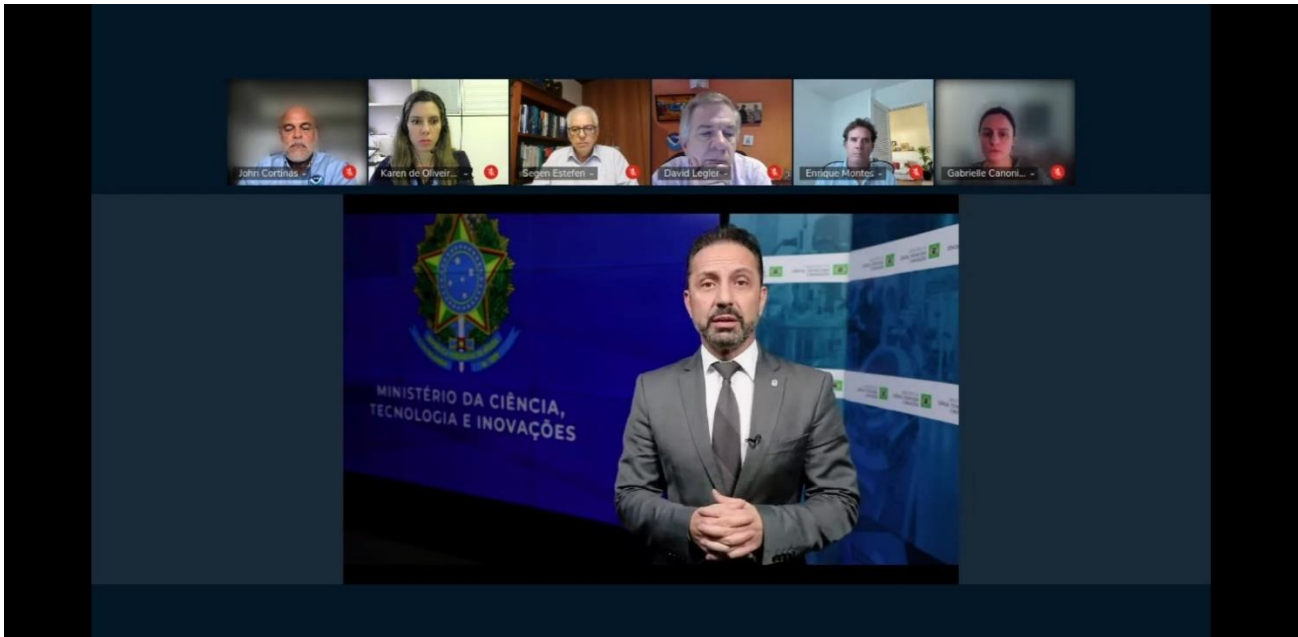 John Cortinas
Karen de Oliveir...
Segen Estefen
David Legler
Enrique Montes
Gabrielle Canoni...
MINISTÉRIO DA CIÊNCIA,
TECNOLOGIA E INOVAÇÕES